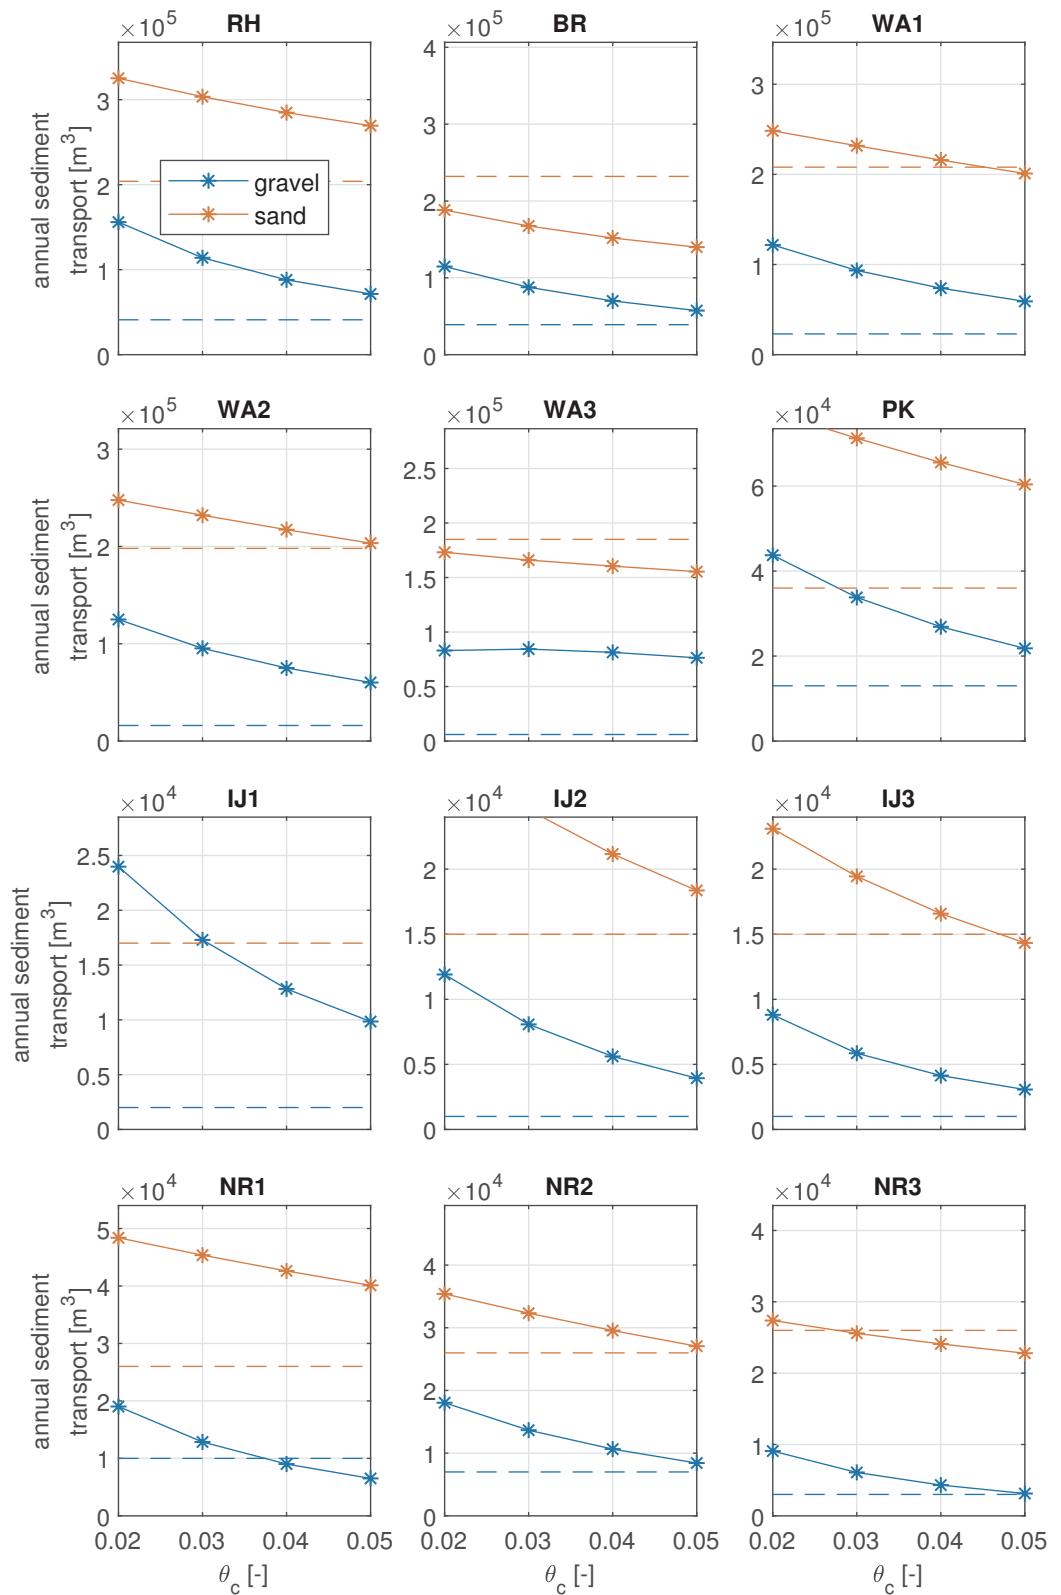 ×10^5 RH
annual sediment
transport [m^3]
3
2
1
0
gravel
sand
×10^5 BR
4
3
2
1
0
×10^5 WA1
3
2
1
0
×10^5 WA2
annual sediment
transport [m^3]
3
2
1
0
×10^5 WA3
2.5
2
1.5
1
0.5
0
×10^4 PK
6
4
2
0
×10^4 IJ1
annual sediment
transport [m^3]
2.5
2
1.5
1
0.5
0
×10^4 IJ2
2
1.5
1
0.5
0
×10^4 IJ3
2
1.5
1
0.5
0
×10^4 NR1
annual sediment
transport [m^3]
5
4
3
2
1
0
0.02 0.03 0.04 0.05
θ_c [-]
×10^4 NR2
4
3
2
1
0
0.02 0.03 0.04 0.05
θ_c [-]
×10^4 NR3
4
3
2
1
0
0.02 0.03 0.04 0.05
θ_c [-]